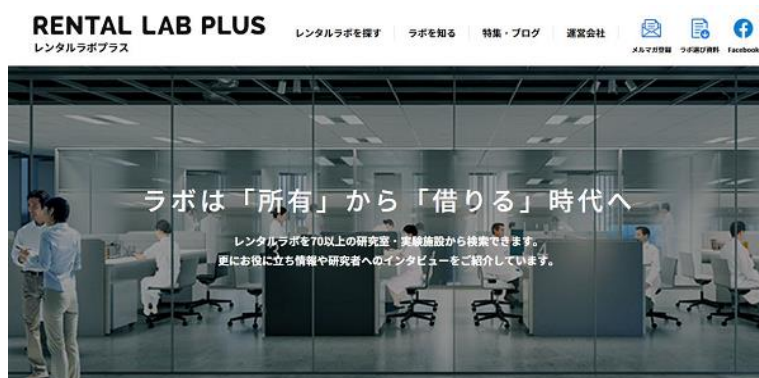 RENTAL LAB PLUS
レンタルラボプラス
レンタルラボを探す
ラボを知る
特集・ブログ
運営会社
メルマガ登録
ラボ選び資料
Facebook
ラボは「所有」から「借りる」時代へ
レンタルラボを70以上の研究室・実験施設から検索できます。
更にお役に立ち情報や研究者へのインタビューをご紹介しています。